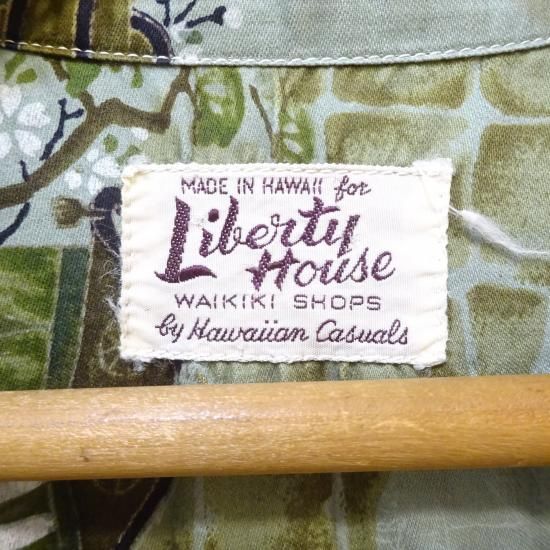 MADE IN HAWAII for
Liberty
House
WAIKIKI SHOPS
by Hawaiian Casuals